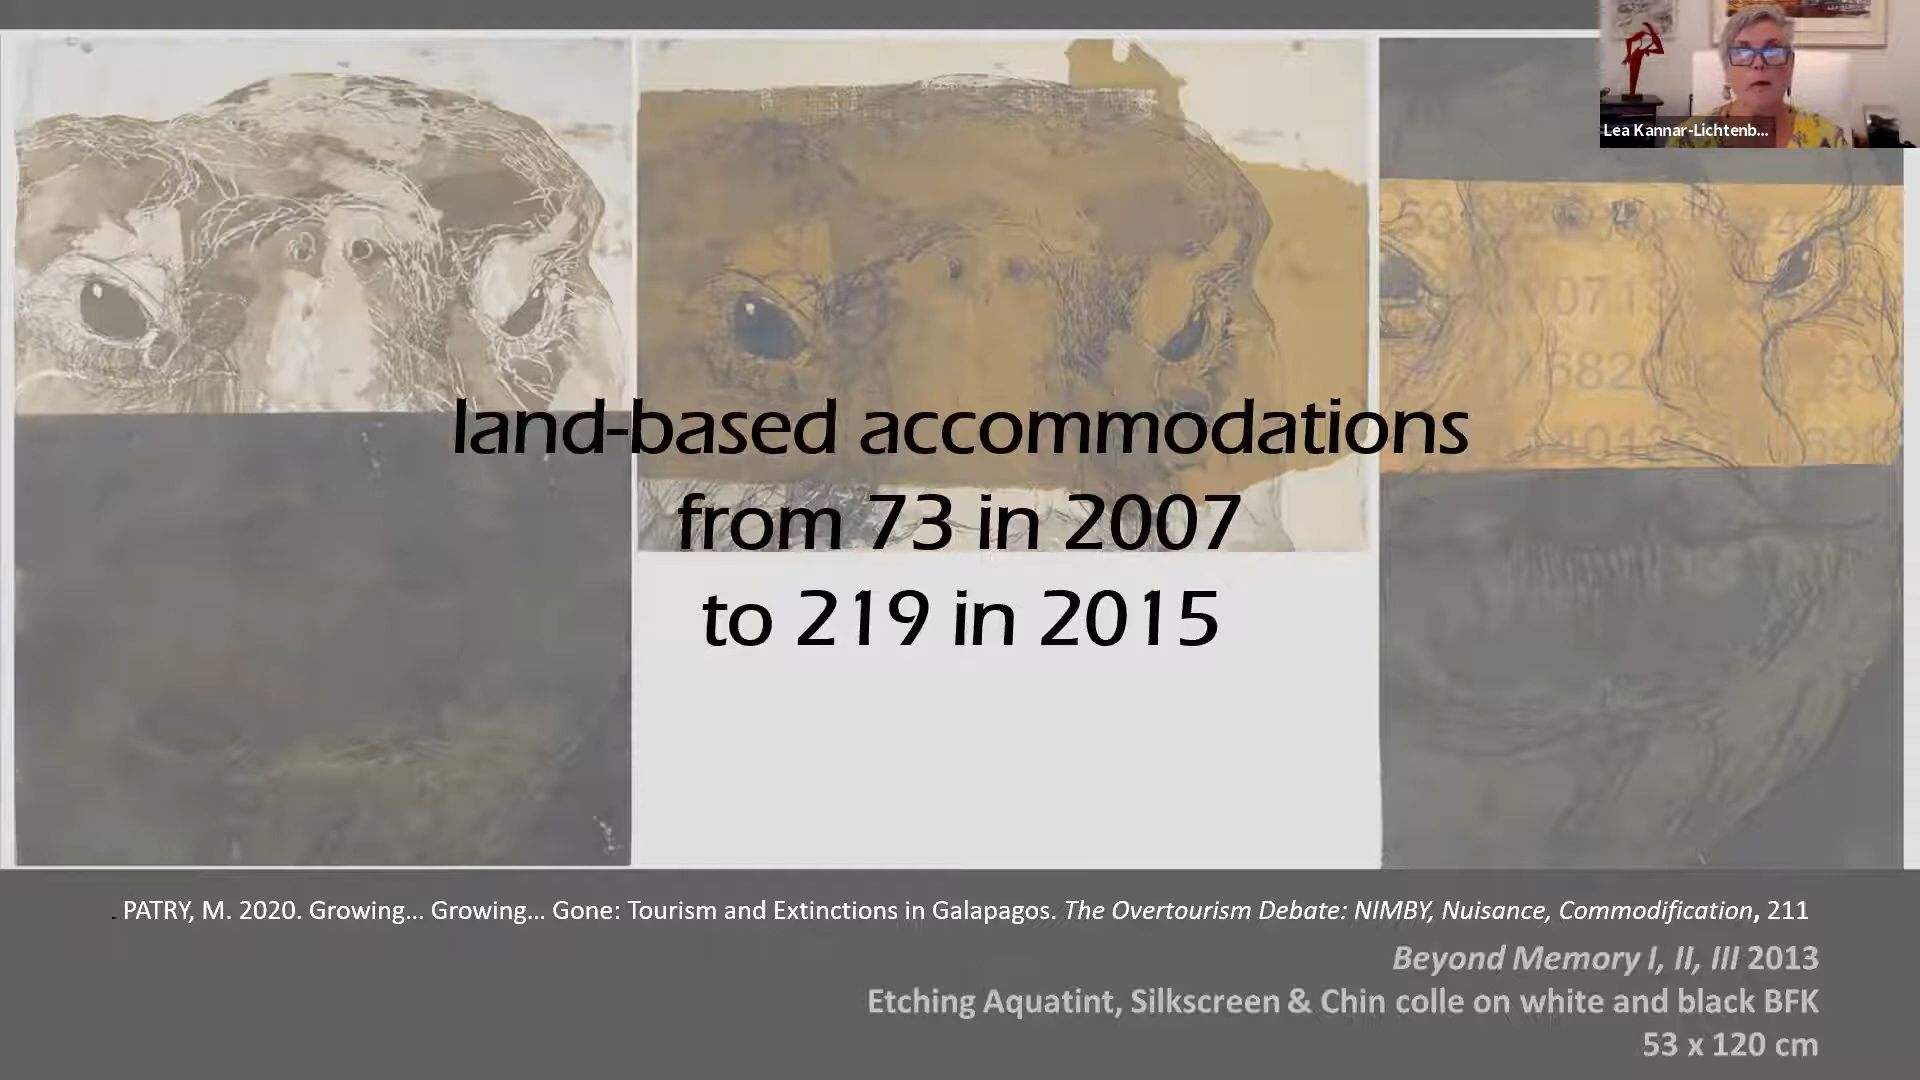 Lea Kannar-Lichtenb...
land-based accommodations
from 73 in 2007
to 219 in 2015
. PATRY, M. 2020. Growing... Growing... Gone: Tourism and Extinctions in Galapagos. The Overtourism Debate: NIMBY, Nuisance, Commodification, 211
Beyond Memory I, II, III 2013
Etching Aquatint, Silkscreen & Chin colle on white and black BFK
53 x 120 cm